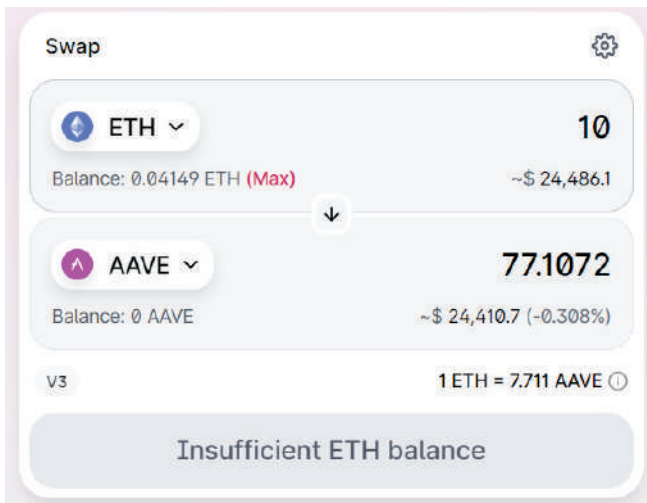 Swap
ETH
10
Balance: 0.04149 ETH (Max)
~$ 24,486.1
AAVE
77.1072
Balance: 0 AAVE
~$ 24,410.7 (-0.308%)
V3
1 ETH = 7.711 AAVE
Insufficient ETH balance